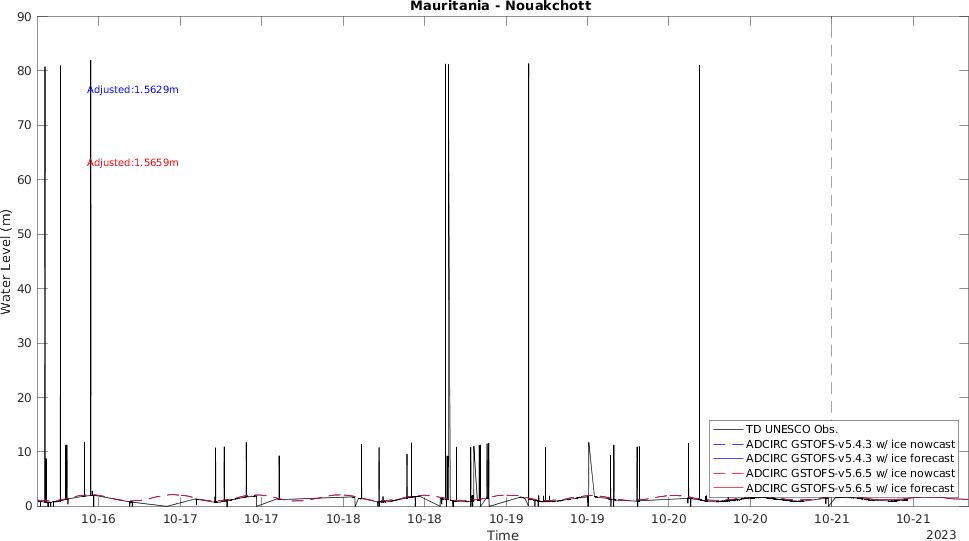 Mauritania - Nouakchott
90
80
70
60
50
40
30
20
10
0
Water Level (m)
Adjusted:1.5629m
Adjusted:1.5659m
TD UNESCO Obs.
ADCIRC GSTOFS-v5.4.3 w/ ice nowcast
ADCIRC GSTOFS-v5.4.3 w/ ice forecast
ADCIRC GSTOFS-v5.6.5 w/ ice nowcast
ADCIRC GSTOFS-v5.6.5 w/ ice forecast
10-16 10-17 10-17 10-18 10-18 10-19 10-19 10-20 10-20 10-21 10-21
Time
2023